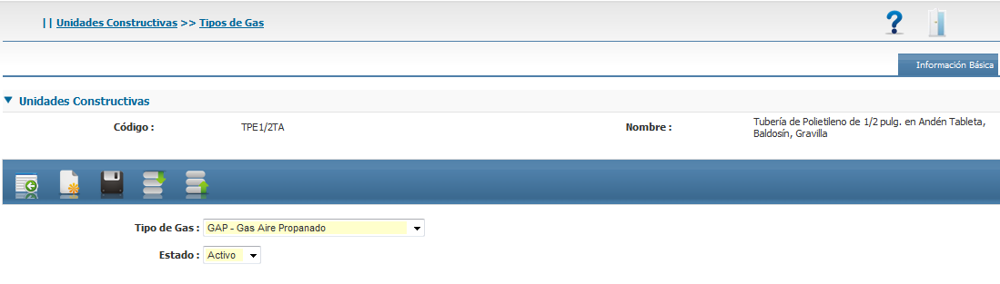 || Unidades Constructivas >> Tipos de Gas
Información Básica
Unidades Constructivas
Código : TPE1/2TA Nombre : Tubería de Polietileno de 1/2 pulg. en Andén Tableta,
Baldosín, Gravilla
Tipo de Gas : GAP - Gas Aire Propanado
Estado : Activo